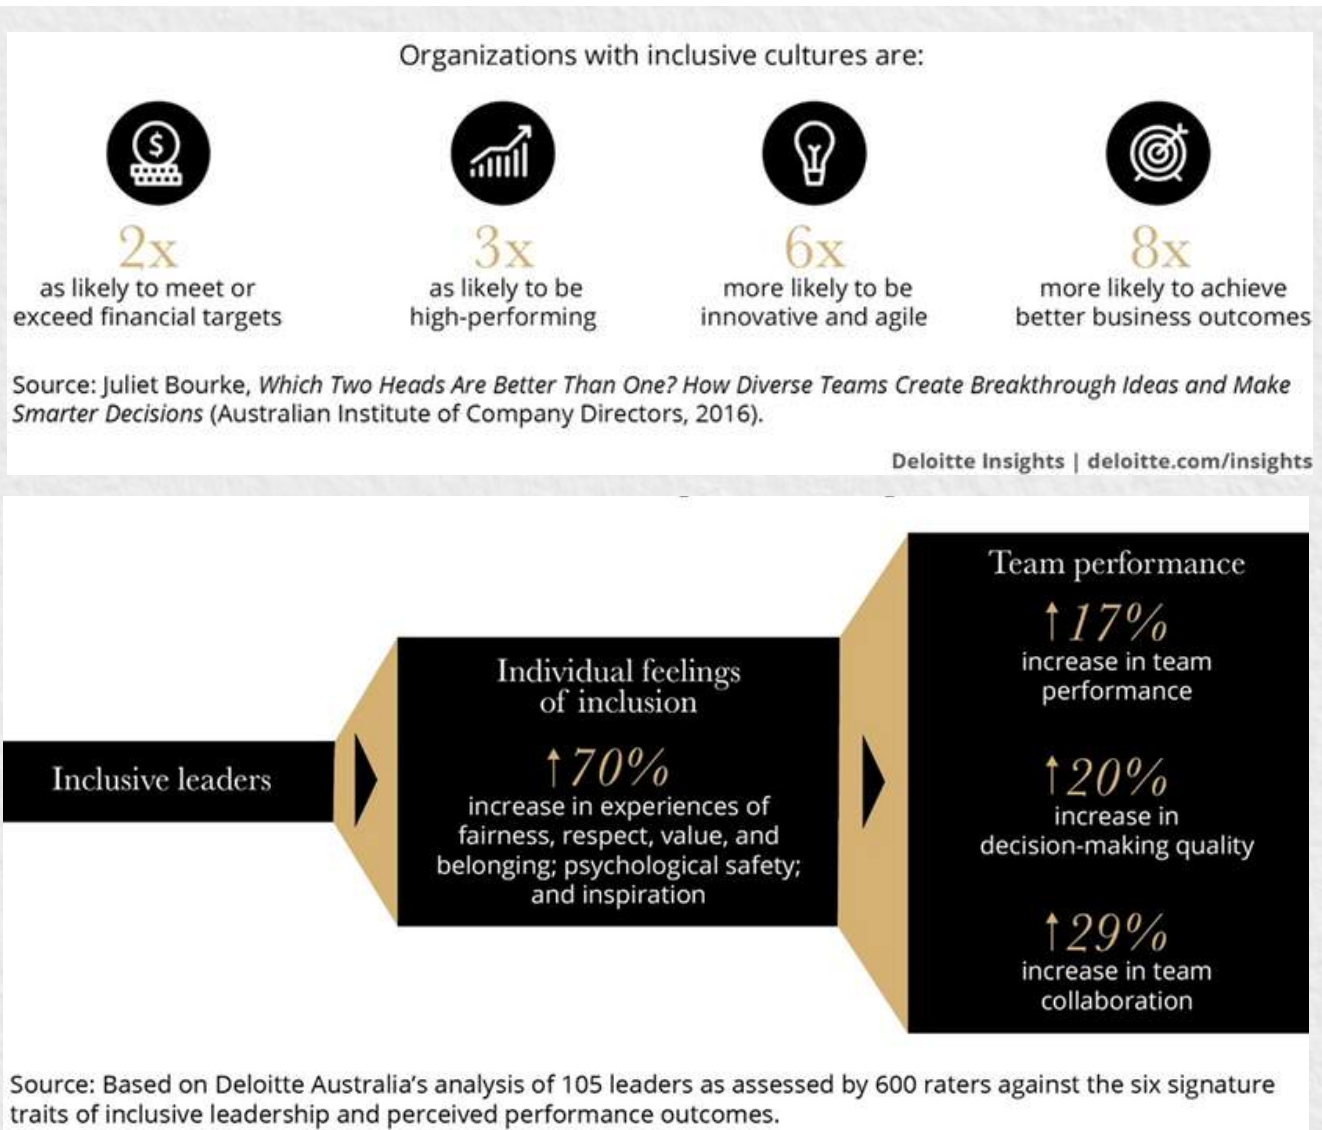 Organizations with inclusive cultures are:
$
2x
as likely to meet or
exceed financial targets
3x
as likely to be
high-performing
6x
more likely to be
innovative and agile
8x
more likely to achieve
better business outcomes
Source: Juliet Bourke, Which Two Heads Are Better Than One? How Diverse Teams Create Breakthrough Ideas and Make
Smarter Decisions (Australian Institute of Company Directors, 2016).
Deloitte Insights | deloitte.com/insights
Inclusive leaders
Individual feelings
of inclusion
↑70%
increase in experiences of
fairness, respect, value, and
belonging; psychological safety;
and inspiration
Team performance
↑17%
increase in team
performance
↑20%
increase in
decision-making quality
↑29%
increase in team
collaboration
Source: Based on Deloitte Australia’s analysis of 105 leaders as assessed by 600 raters against the six signature
traits of inclusive leadership and perceived performance outcomes.